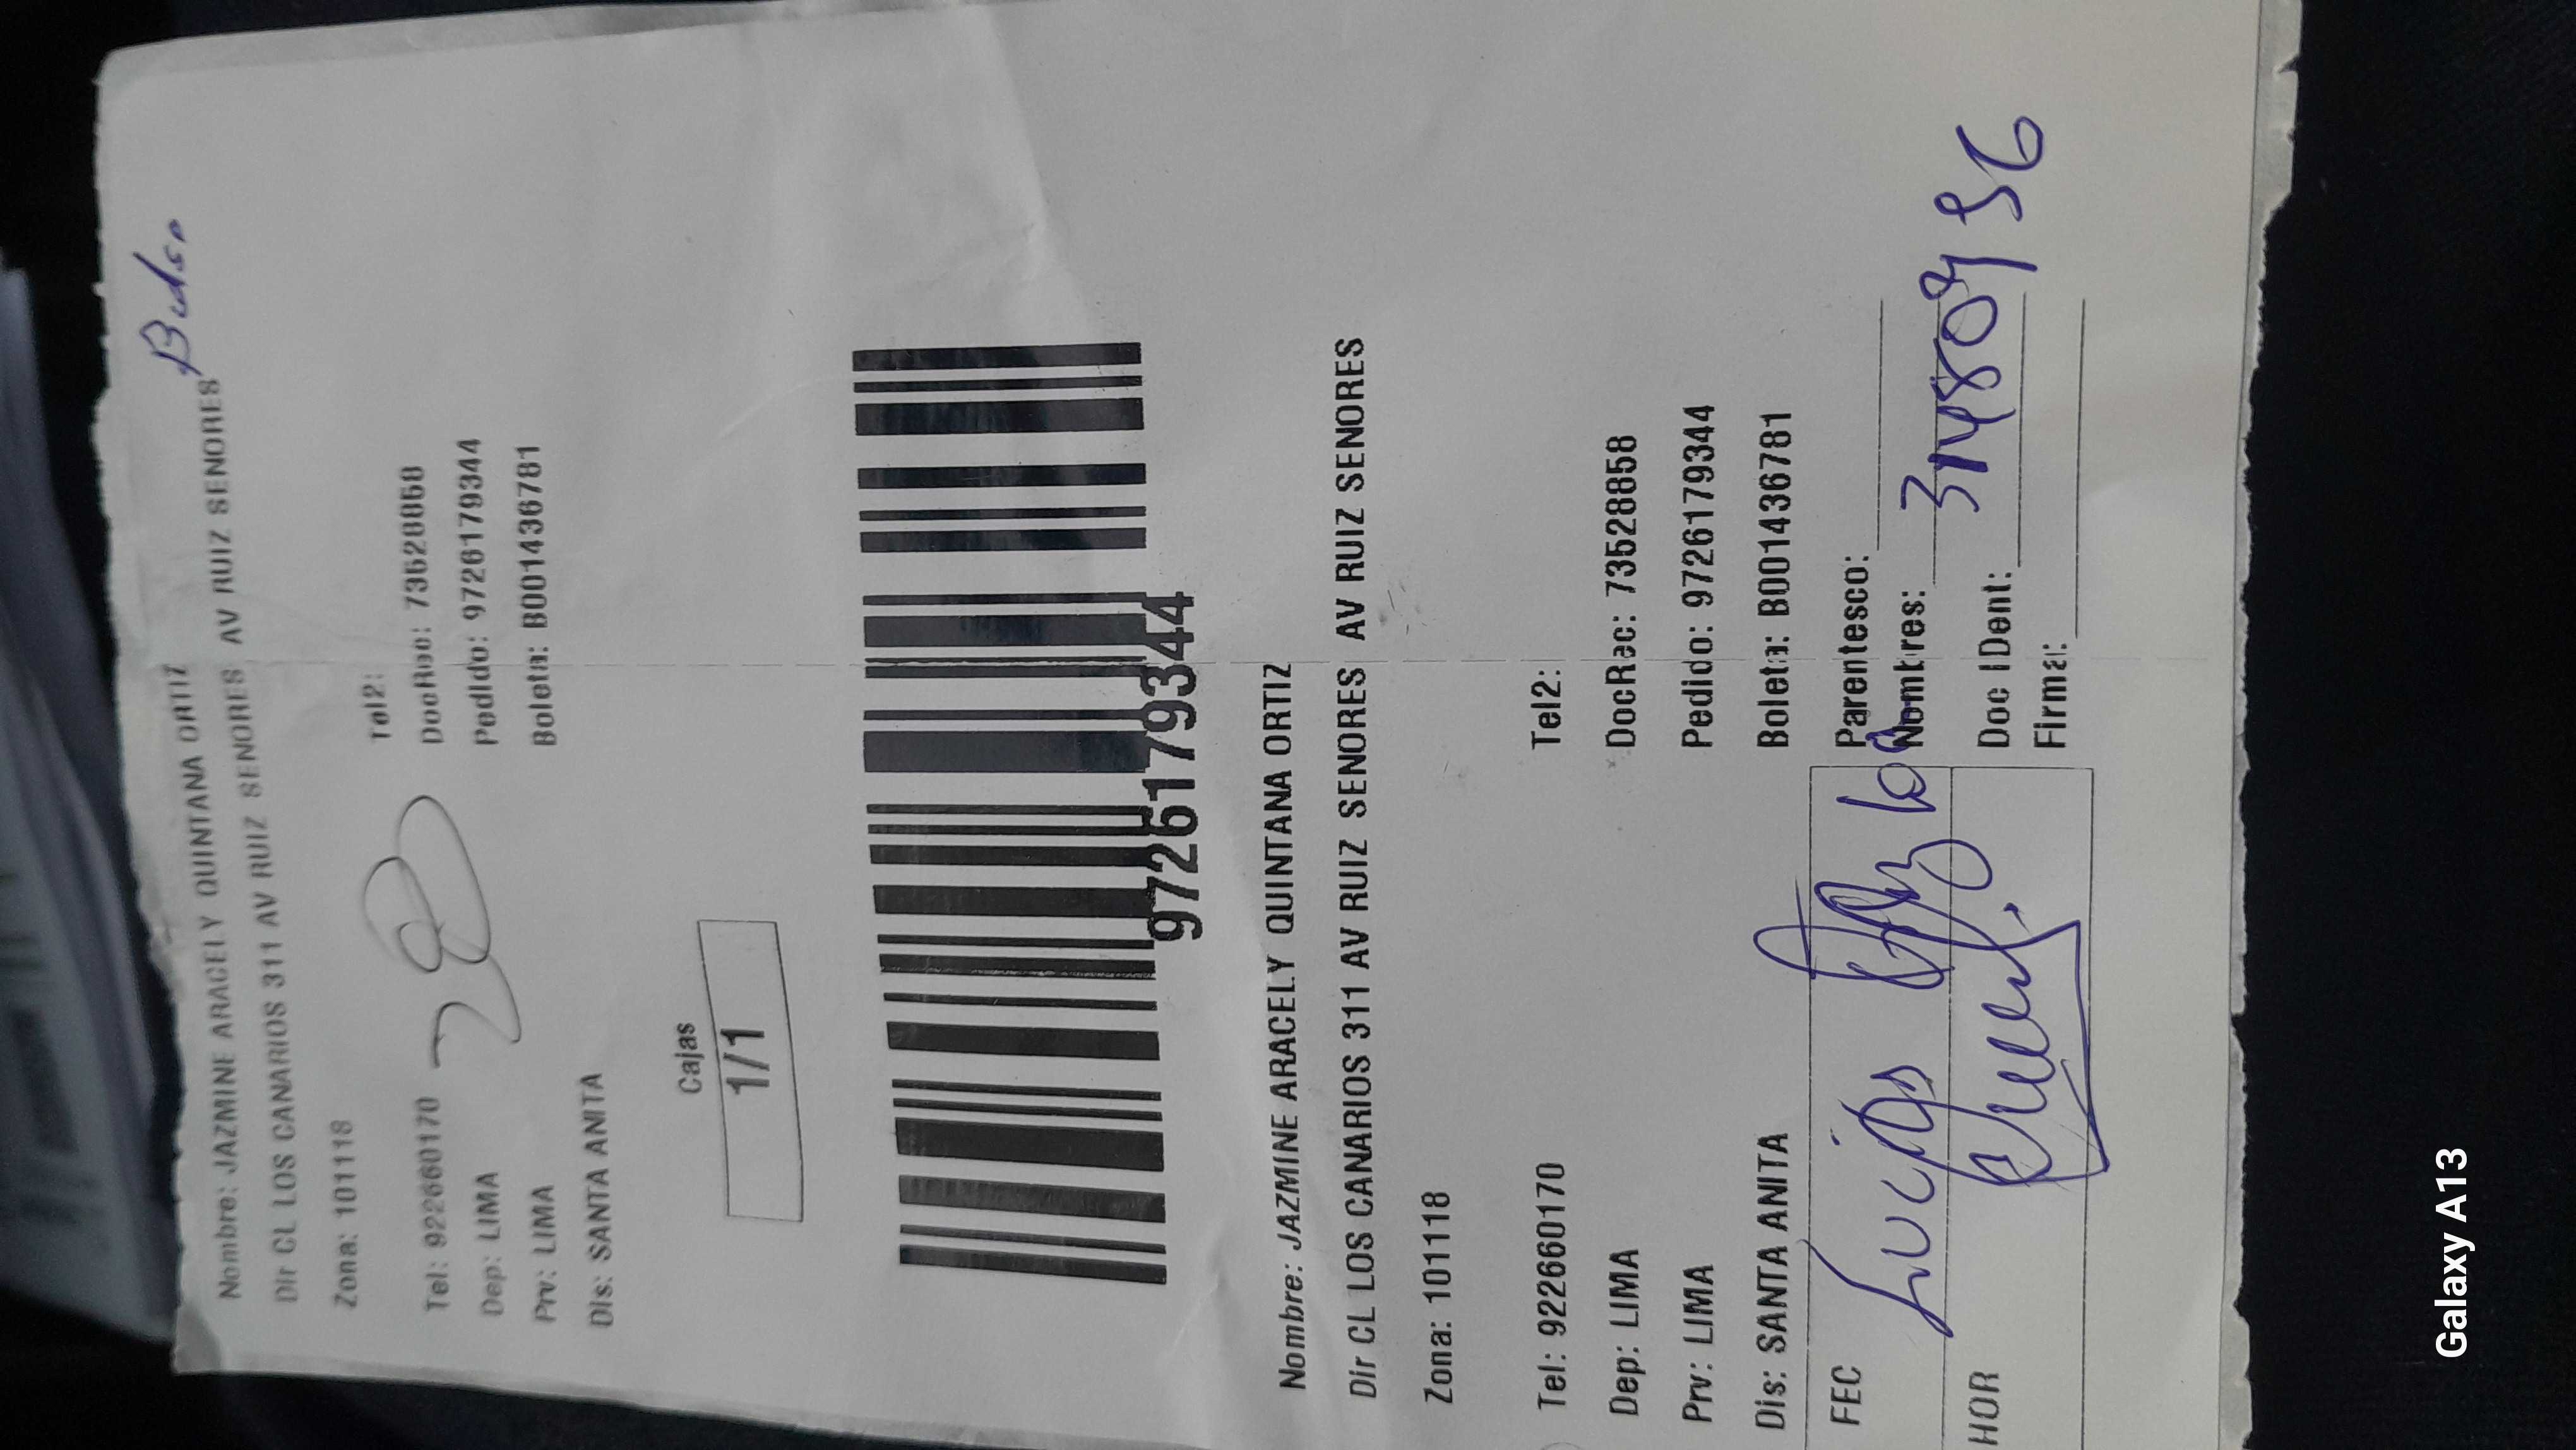 Nombre: JAZMINE ARACELY QUINTANA ORTIZ
Dir CL LOS CANARIOS 311 AV RUIZ SENORES AV RUIZ SENORES
Zona: 101118
Tel: 922660170 Tel2:
Dep: LIMA DocRec: 73528858
Prv: LIMA Pedido: 9726179344
Dis: SANTA ANITA Boleta: B001436781
Cajas
1/1
9726179344
Nombre: JAZMINE ARACELY QUINTANA ORTIZ
Dir CL LOS CANARIOS 311 AV RUIZ SENORES AV RUIZ SENORES
Zona: 101118
Tel: 922660170 Tel2:
Dep: LIMA DocRec: 73528858
Prv: LIMA Pedido: 9726179344
Dis: SANTA ANITA Boleta: B001436781
FEC Parentesco:
Nombres:
HOR Doc IDent:
Firma:
Galaxy A13